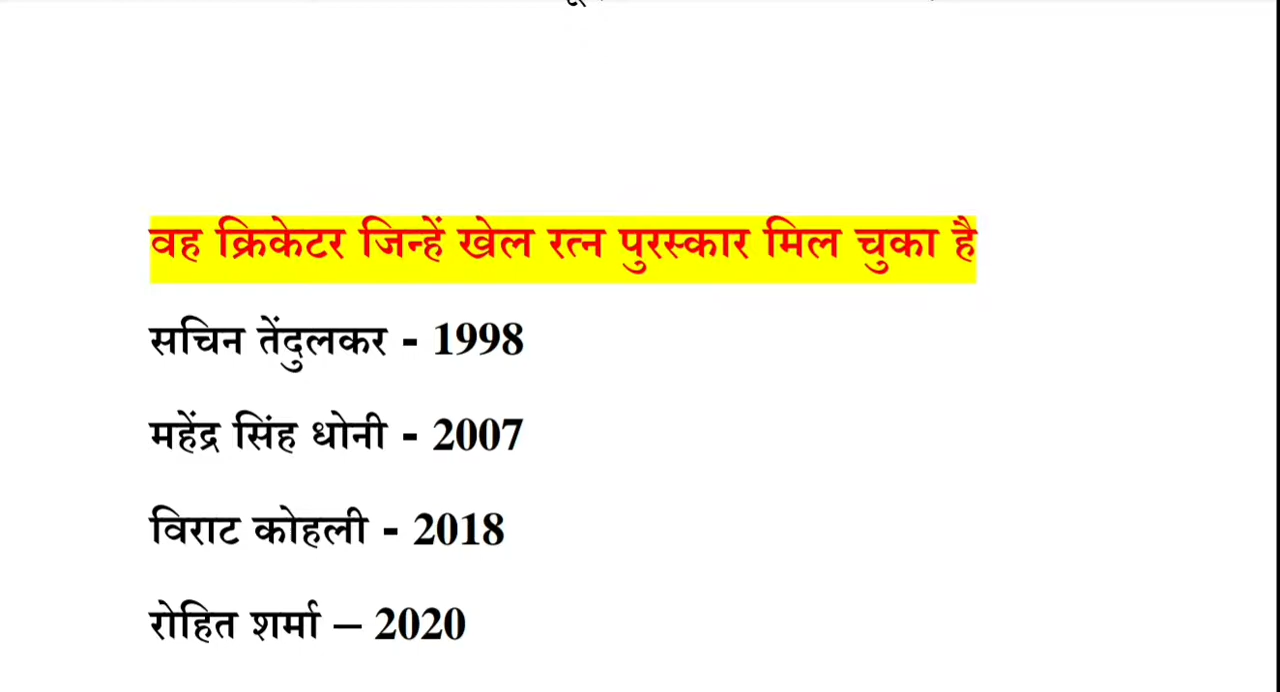 वह क्रिकेटर जिन्हें खेल रत्न पुरस्कार मिल चुका है
सचिन तेंदुलकर - 1998
महेंद्र सिंह धोनी - 2007
विराट कोहली - 2018
रोहित शर्मा – 2020